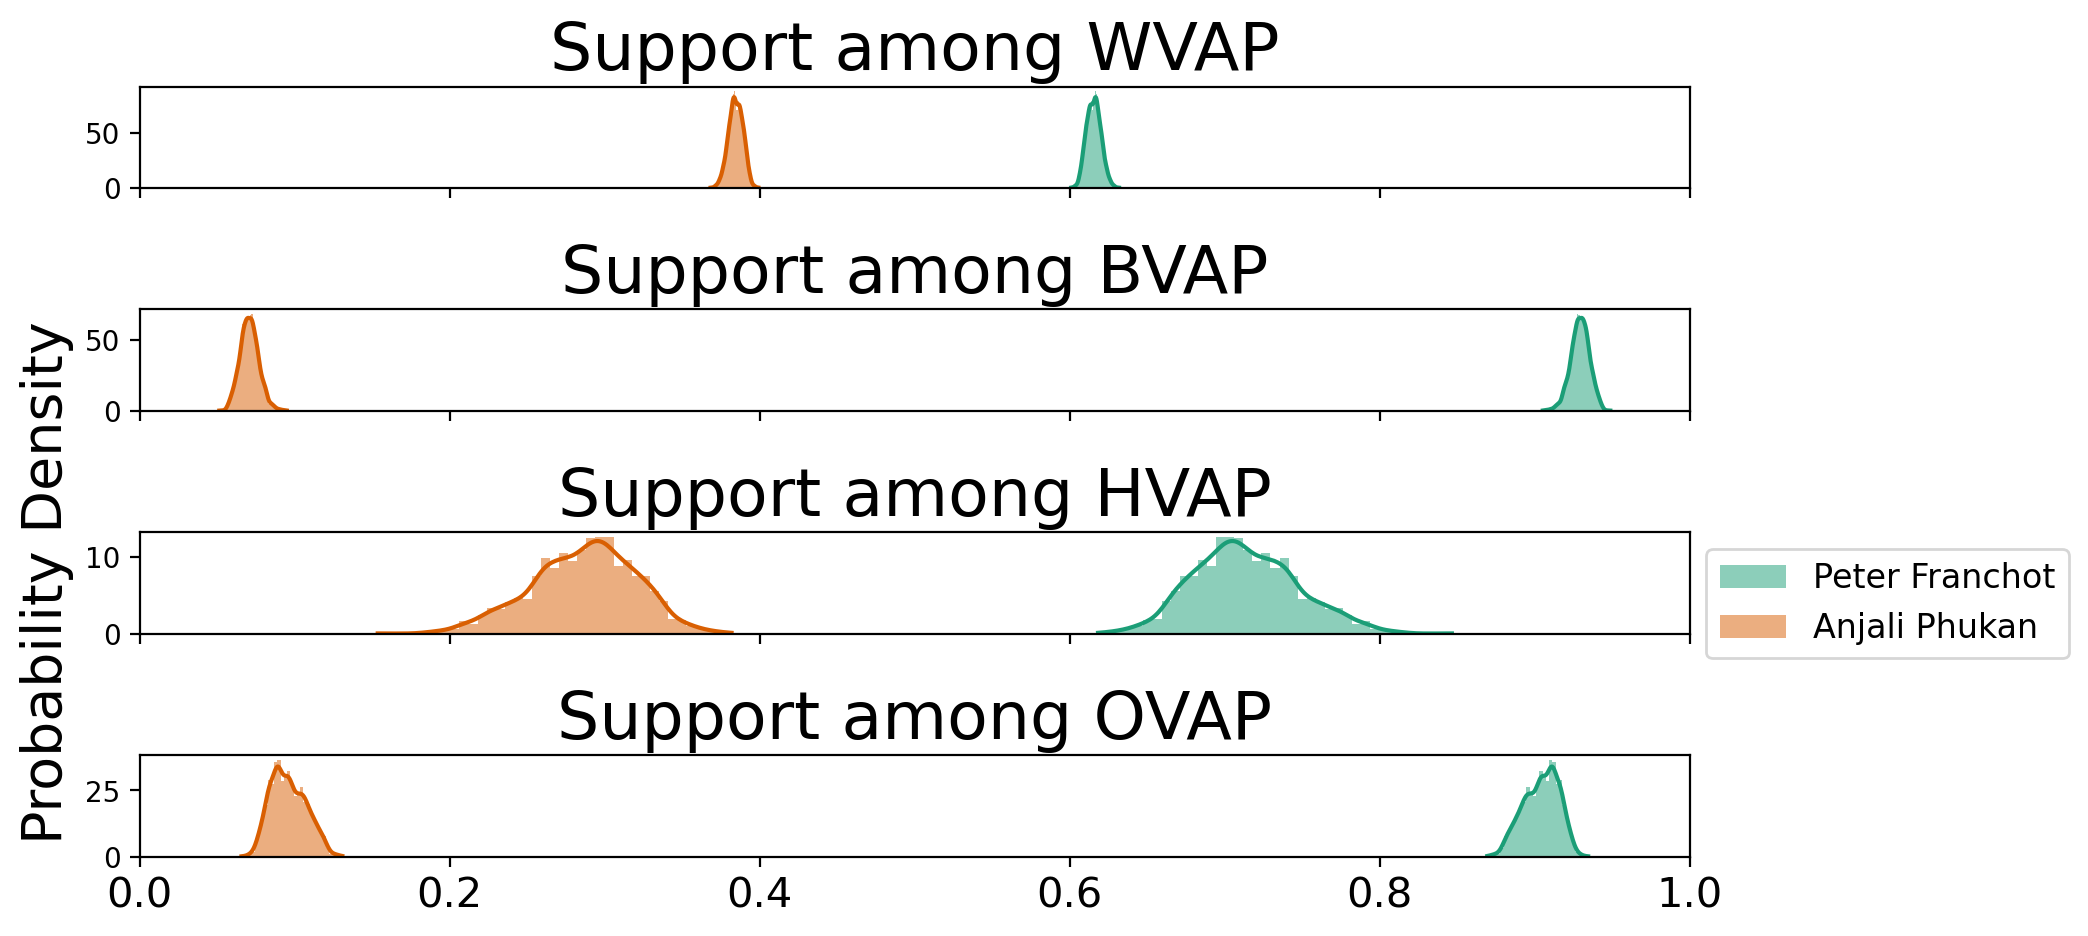 Support among WVAP
50
0
Support among BVAP
50
0
Support among HVAP
10
0
Support among OVAP
25
0
0.0 0.2 0.4 0.6 0.8 1.0
Probability Density
Peter Franchot
Anjali Phukan